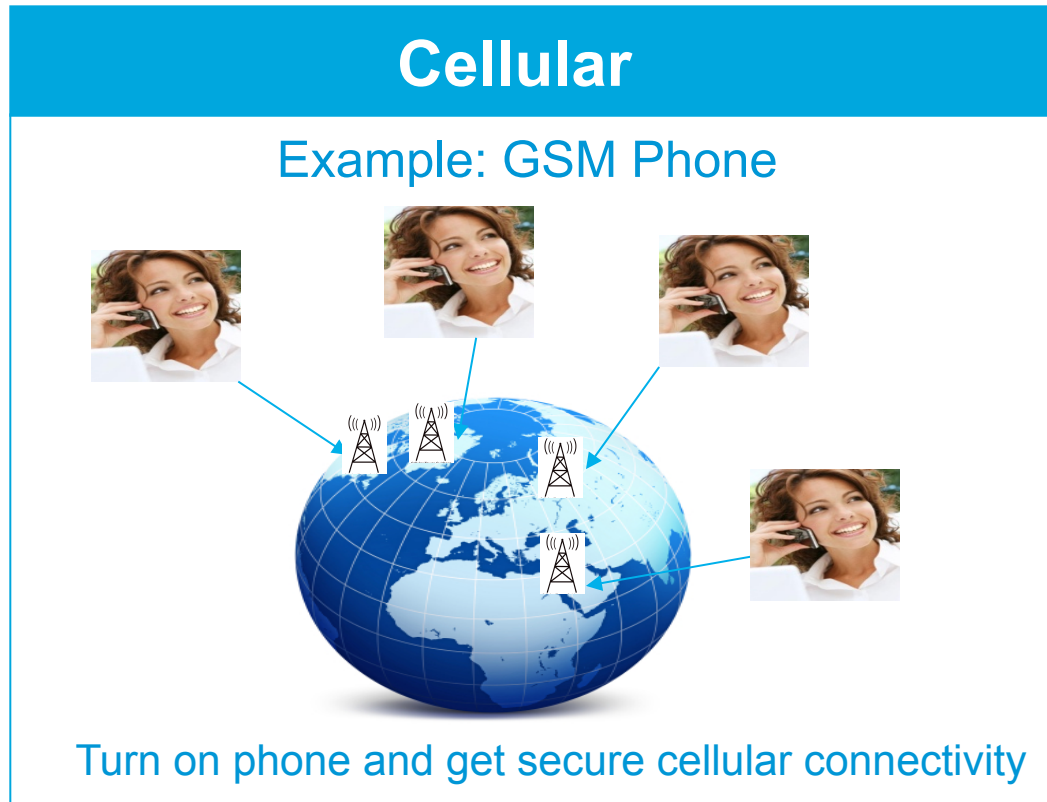 Cellular
Example: GSM Phone
Turn on phone and get secure cellular connectivity